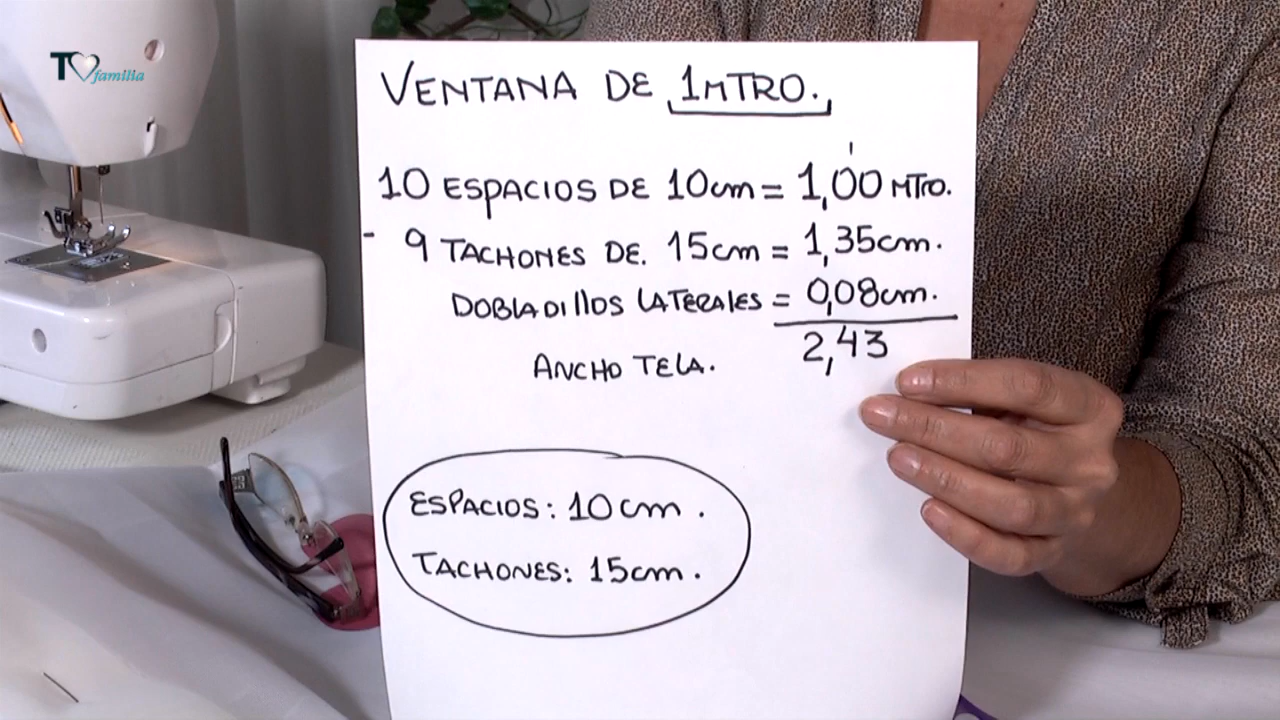 T familia
VENTANA DE 1MTRO.
10 ESPACIOS DE 10cm = 1,00 MTRO.
- 9 TACHONES DE. 15cm = 1,35cm.
DOBLADILLOS LATERALES = 0,08cm.
2,43
ANCHO TELA.
ESPACIOS: 10cm.
TACHONES: 15cm.